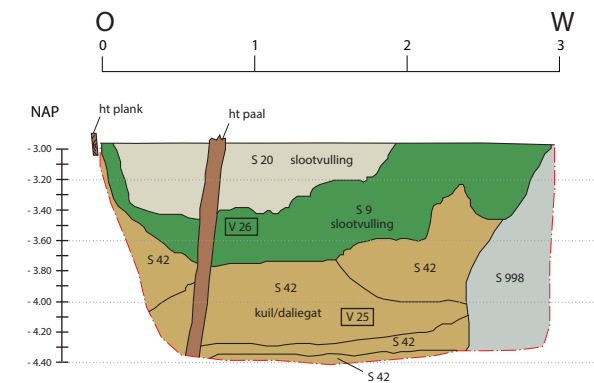 O W
0 1 2 3
NAP
ht plank
ht paal
- 3.00
- 3.20
- 3.40
- 3.60
- 3.80
- 4.00
- 4.20
- 4.40
S 20 slootvulling
S 9
slootvulling
V 26
S 42
S 42
S 42
S 998
kuil/daliegat
V 25
S 42
S 42